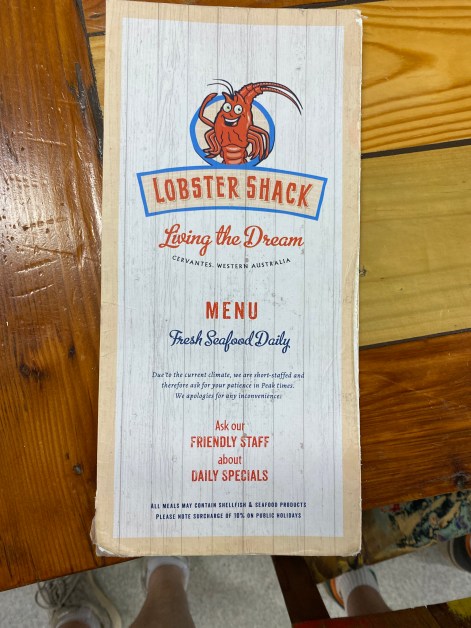 LOBSTER SHACK
Living the Dream
CERVANTES. WESTERN AUSTRALIA
MENU
Fresh Seafood Daily
Due to the current climate, we are short-staffed and
therefore ask for your patience in Peak times.
We apologies for any inconveniences
Ask our
FRIENDLY STAFF
about
DAILY SPECIALS
ALL MEALS MAY CONTAIN SHELLFISH & SEAFOOD PRODUCTS
PLEASE NOTE SURCHARGE OF 10% ON PUBLIC HOLIDAYS